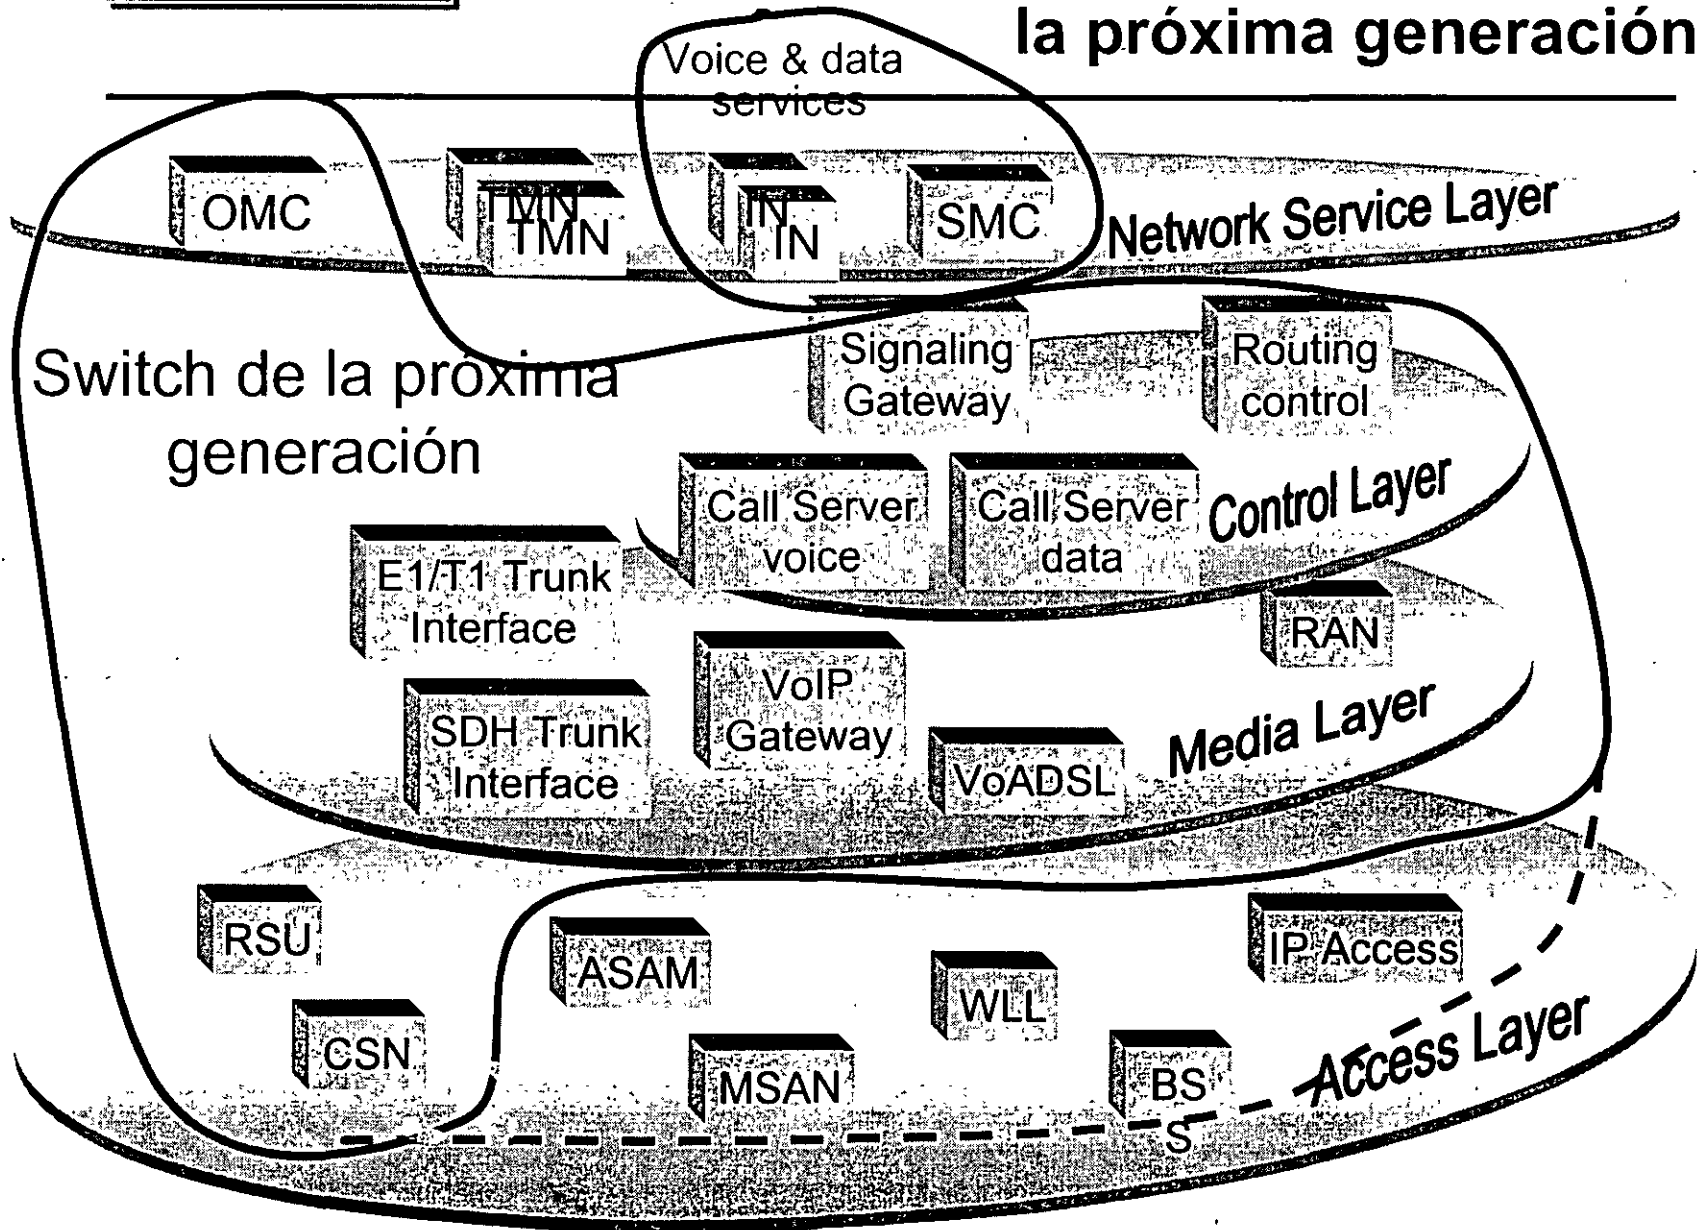 la próxima generación
Voice & data
services
OMC
TMN
TMN
IN
IN
SMC
Network Service Layer
Signaling
Gateway
Routing
control
Switch de la próxima
generación
Call Server
voice
Call Server
data
Control Layer
E1/T1 Trunk
Interface
RAN
VoIP
Gateway
SDH Trunk
Interface
VoADSL
Media Layer
RSU
ASAM
IP Access
WLL
CSN
MSAN
BS
S
Access Layer